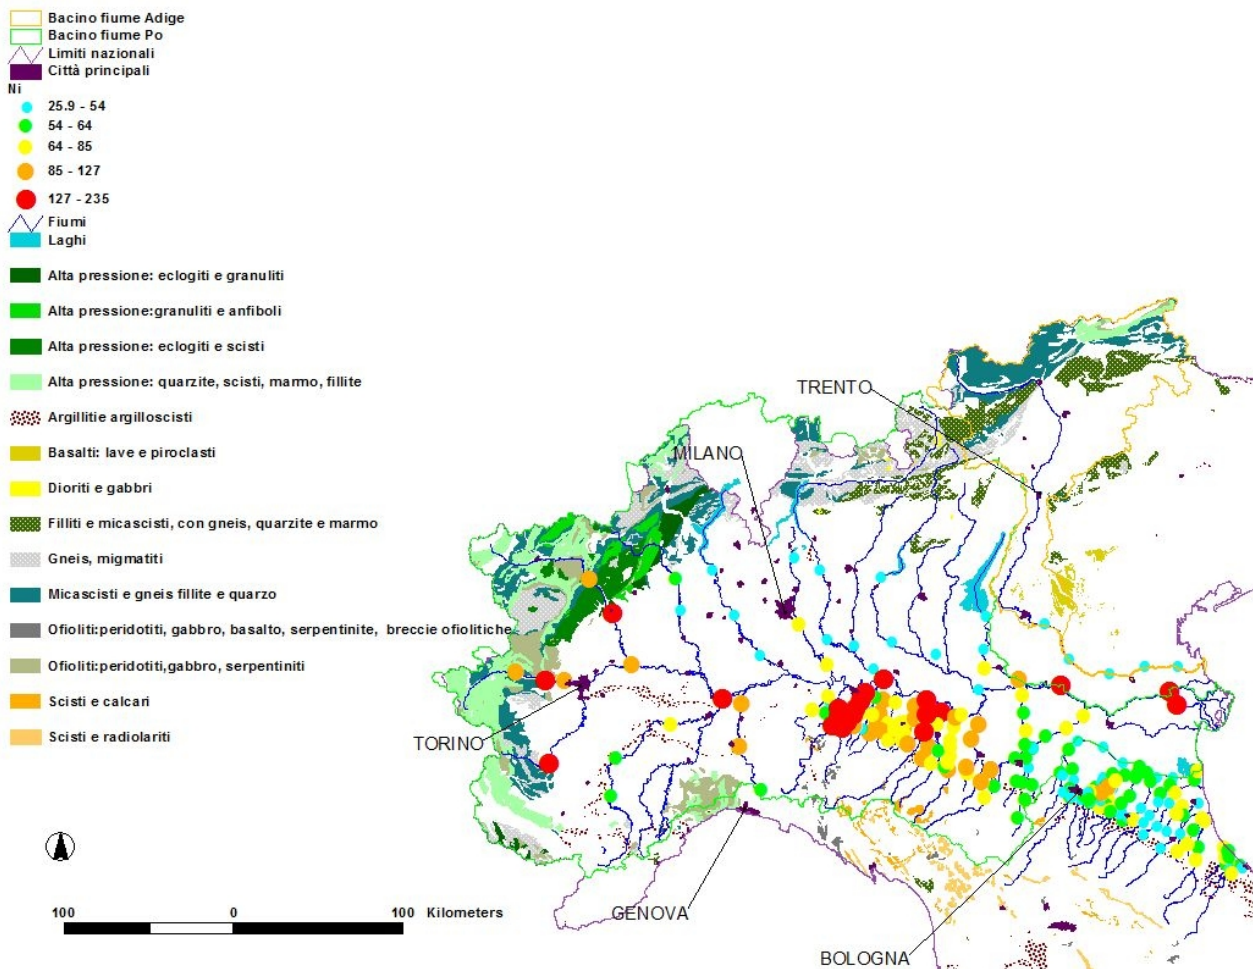 Bacino fiume Adige
Bacino fiume Po
Limiti nazionali
Città principali
Ni
25.9 - 54
54 - 64
64 - 85
85 - 127
127 - 235
Fiumi
Laghi
Alta pressione: eclogiti e granuliti
Alta pressione:granuliti e anfiboli
Alta pressione: eclogiti e scisti
Alta pressione: quarzite, scisti, marmo, fillite
Argillitie argilloscisti
Basalti: lave e piroclasti
Dioriti e gabbri
Filliti e micascisti, con gneis, quarzite e marmo
Gneis, migmatiti
Micascisti e gneis fillite e quarzo
Ofioliti:peridotiti, gabbro, basalto, serpentinite, breccie ofiolitiche
Ofioliti:peridotiti,gabbro, serpentiniti
Scisti e calcari
Scisti e radiolariti
TRENTO
MILANO
TORINO
GENOVA
BOLOGNA
100 0 100 Kilometers